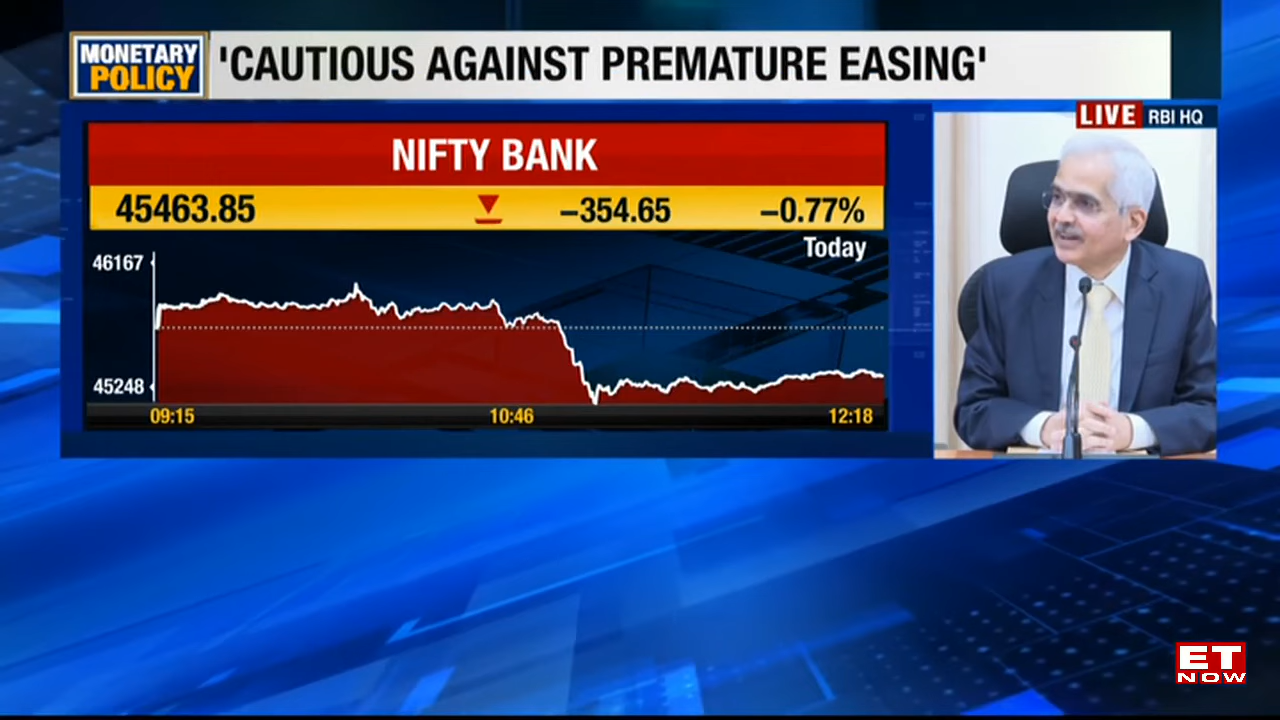 MONETARY
POLICY
'CAUTIOUS AGAINST PREMATURE EASING'
LIVE RBI HQ
NIFTY BANK
45463.85 –354.65 –0.77%
Today
46167
45248
09:15 10:46 12:18
ET
NOW